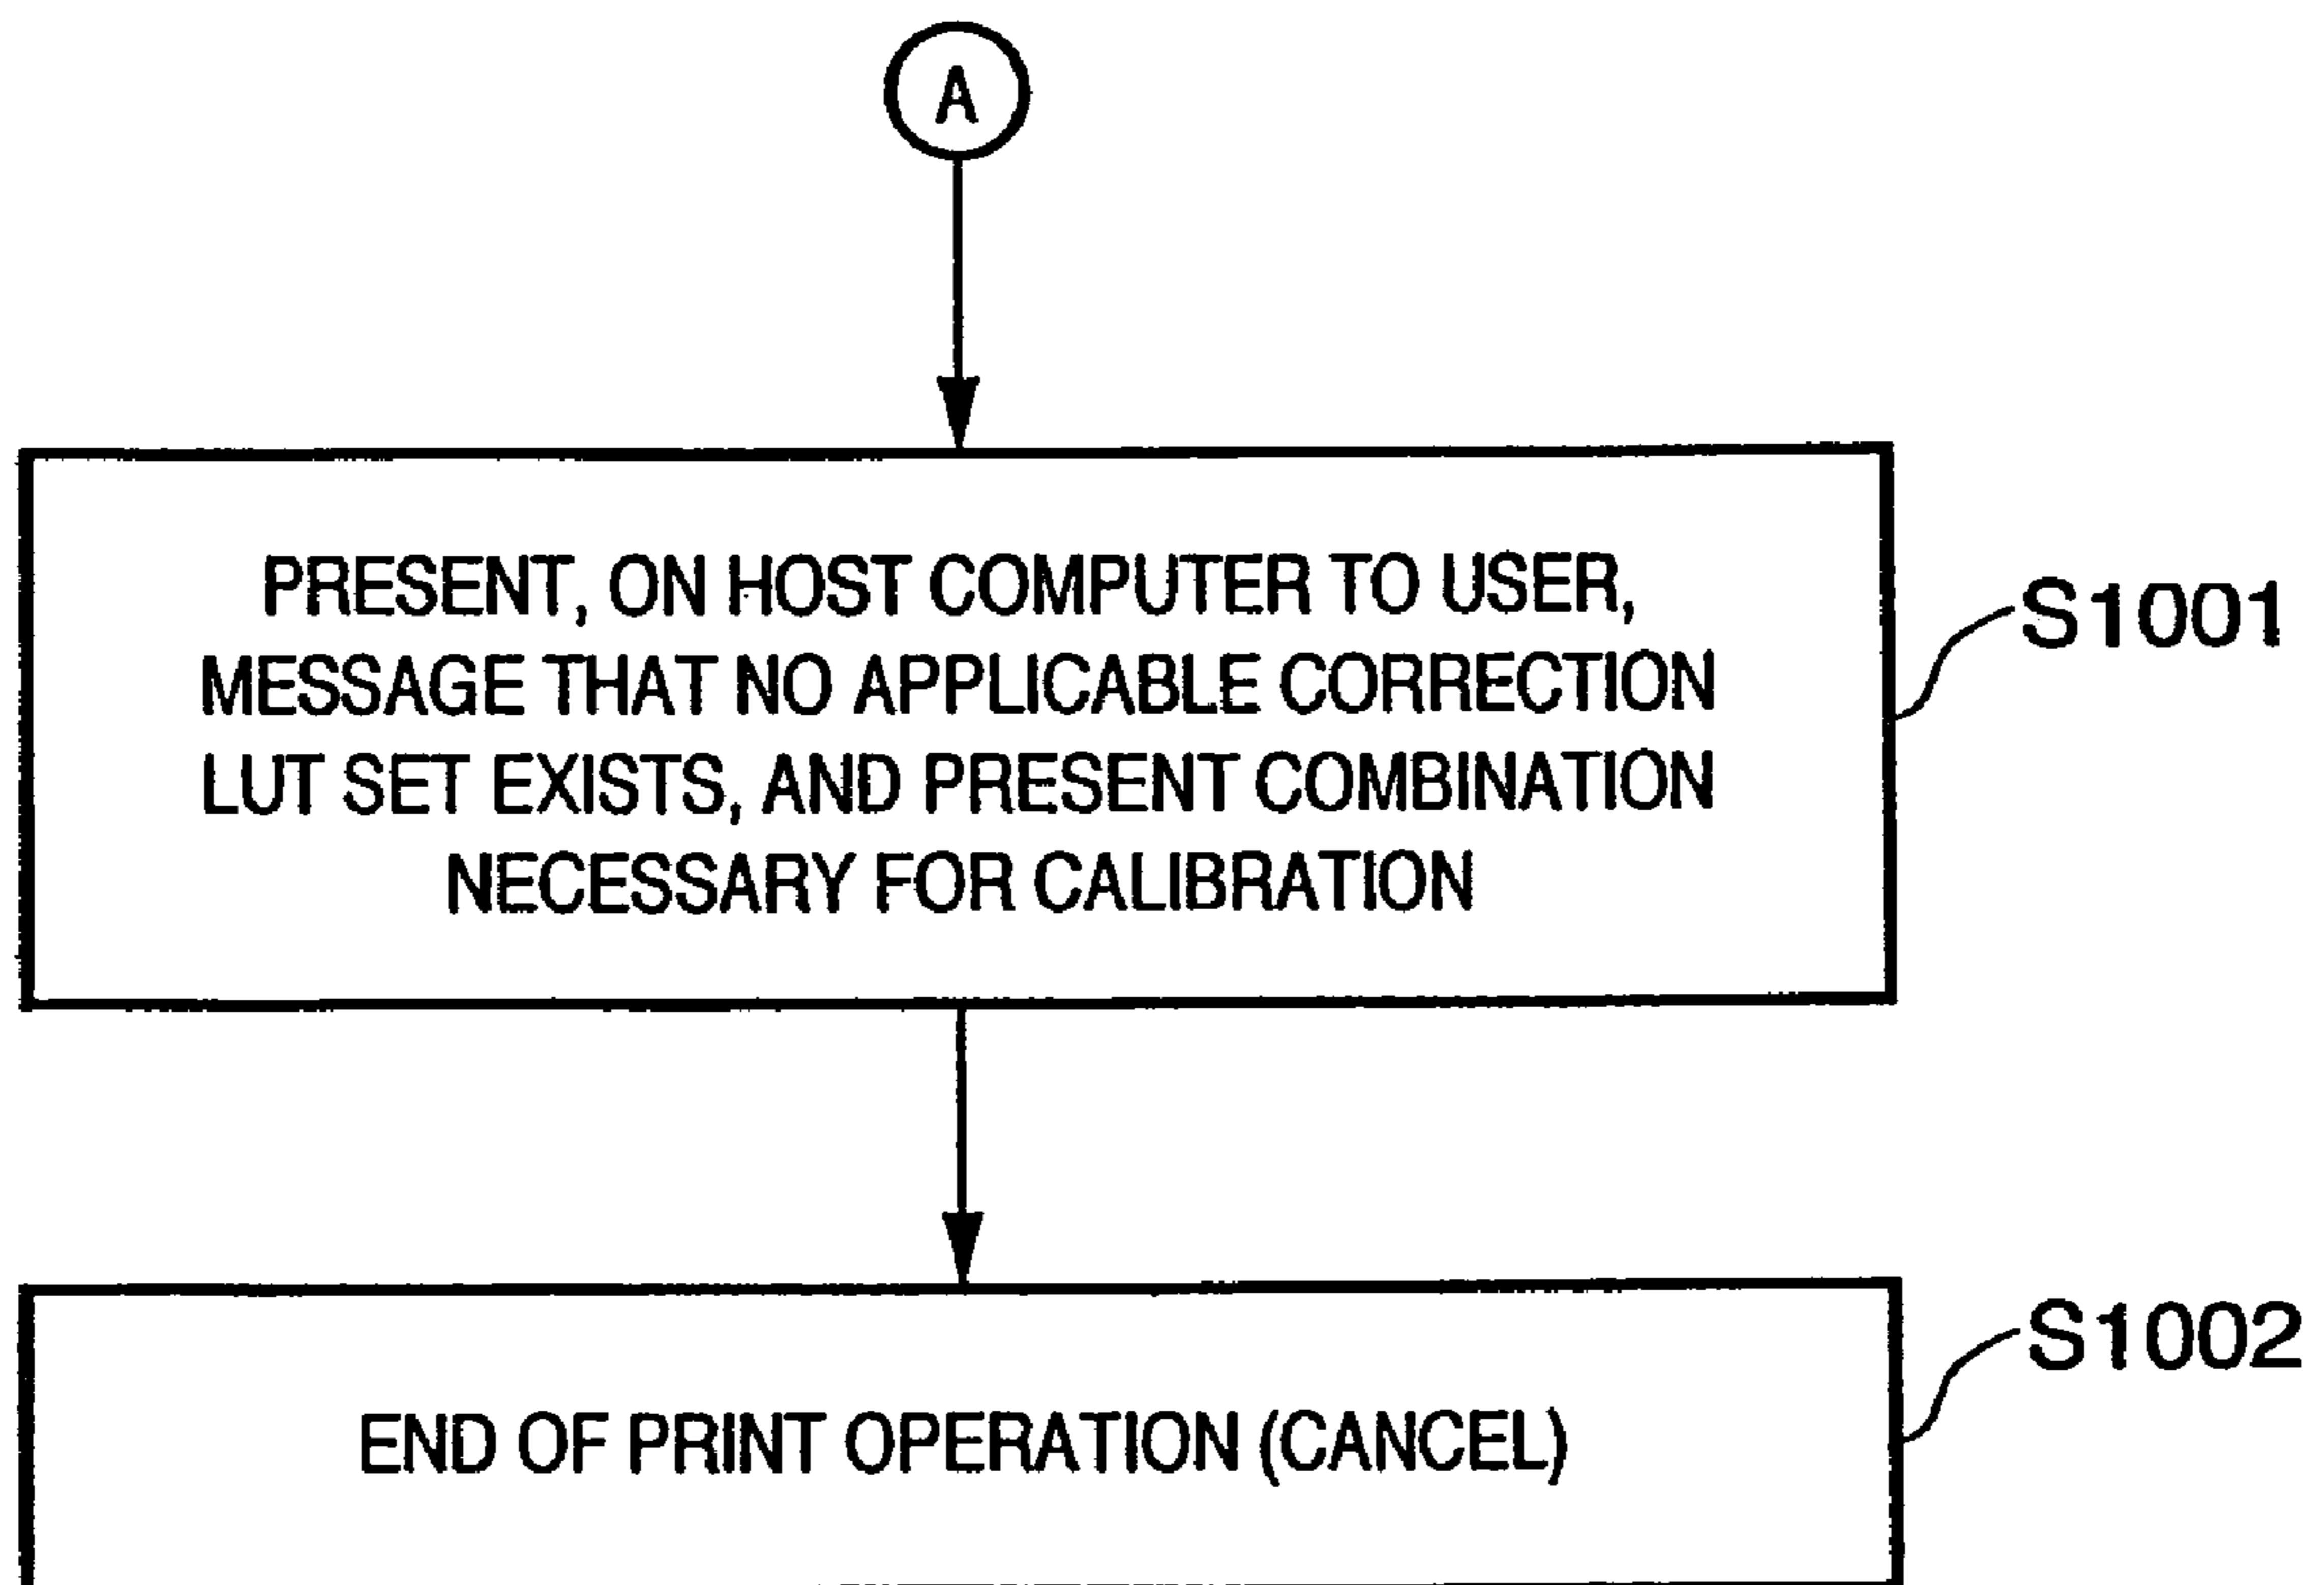 A
PRESENT, ON HOST COMPUTER TO USER,
MESSAGE THAT NO APPLICABLE CORRECTION
LUT SET EXISTS, AND PRESENT COMBINATION
NECESSARY FOR CALIBRATION
S1001
END OF PRINT OPERATION (CANCEL)
S1002